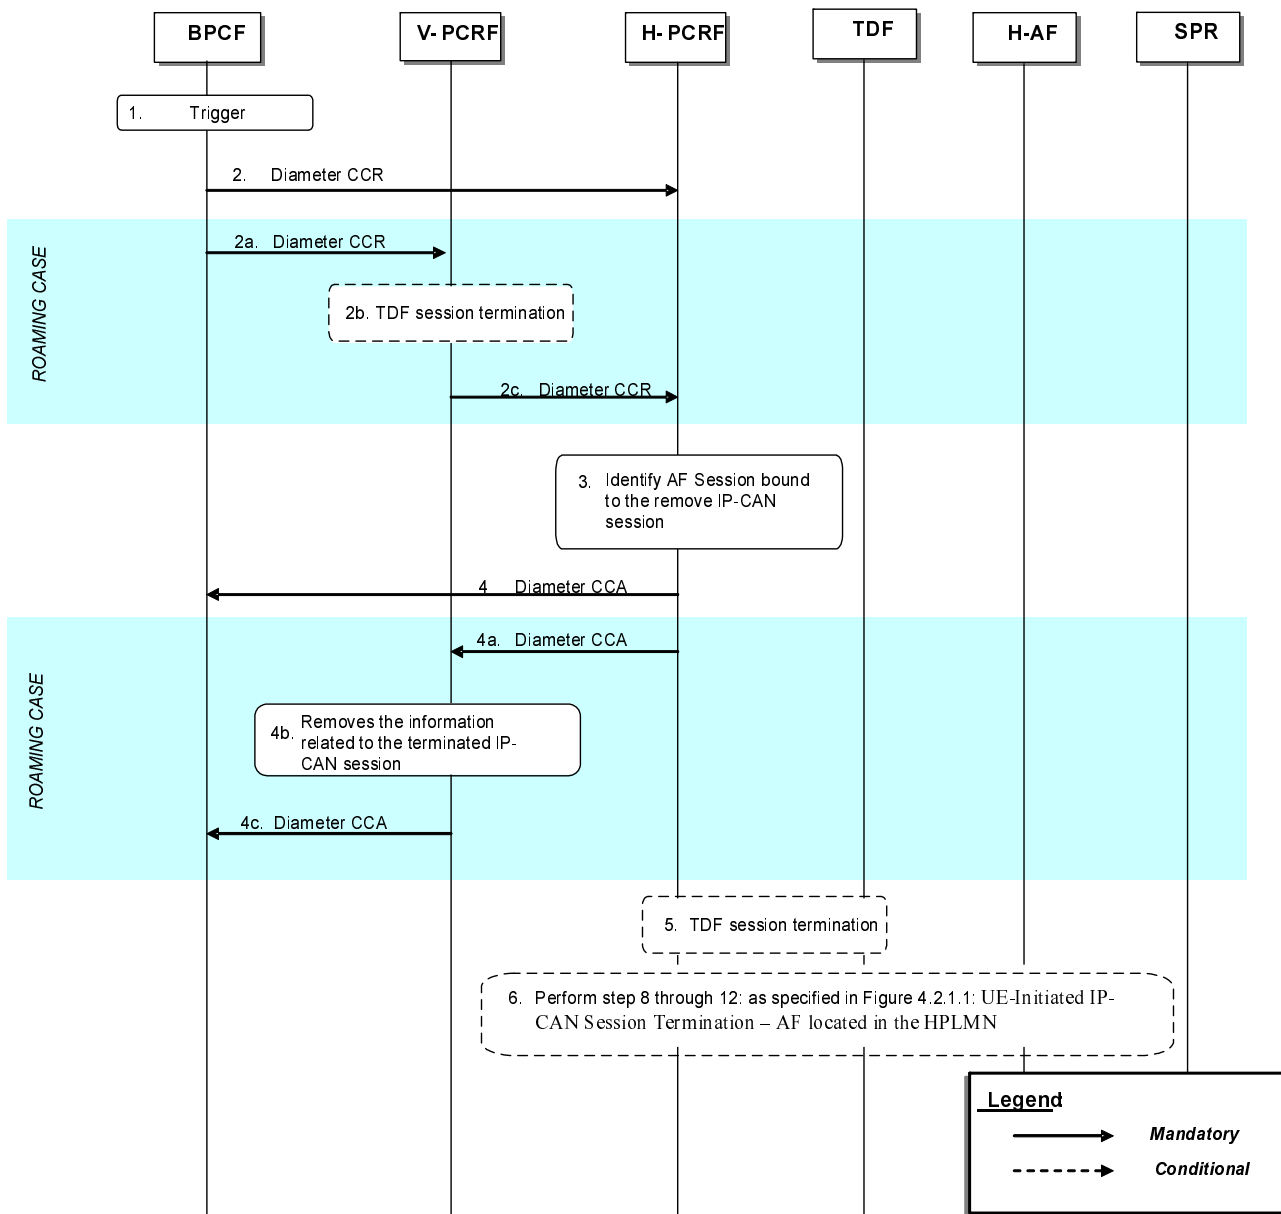 BPCF
V- PCRF
H- PCRF
TDF
H-AF
SPR
1. Trigger
2. Diameter CCR
ROAMING CASE
2a. Diameter CCR
2b. TDF session termination
2c. Diameter CCR
3. Identify AF Session bound
to the remove IP-CAN
session
4 Diameter CCA
ROAMING CASE
4a. Diameter CCA
4b. Removes the information
related to the terminated IP-
CAN session
4c. Diameter CCA
5. TDF session termination
6. Perform step 8 through 12: as specified in Figure 4.2.1.1: UE-Initiated IP-
CAN Session Termination – AF located in the HPLMN
Legend
Mandatory
Conditional